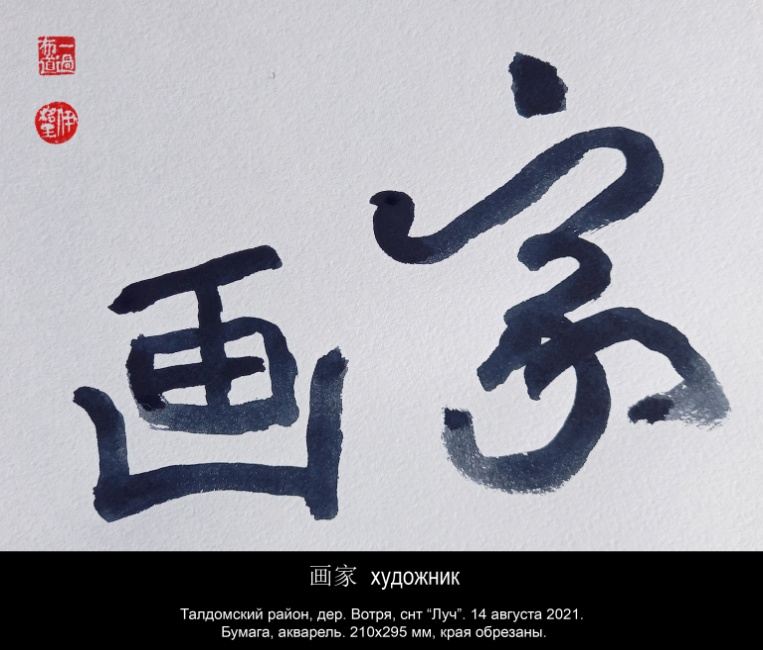 画家
画家 художник
Талдомский район, дер. Вотря, снт “Луч”. 14 августа 2021.
Бумага, акварель. 210x295 мм, края обрезаны.